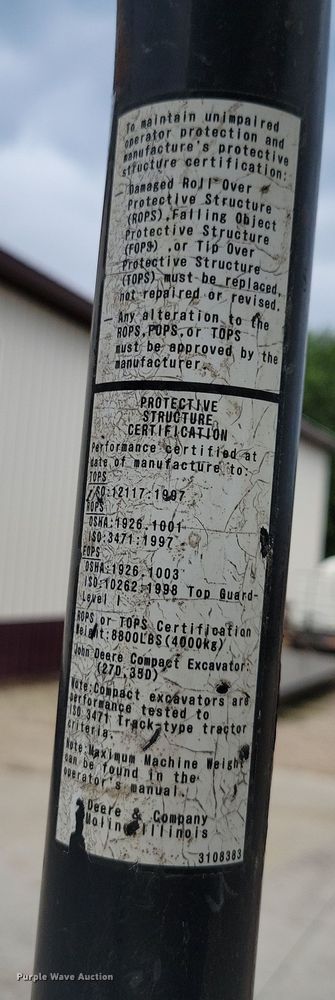 To maintain unimpaired
operator protection and
manufacture's protective
structure certification:
- Damaged Roll Over
Protective Structure
(ROPS),Falling Object
Protective Structure
(FOPS) ,or Tip Over
Protective Structure
(TOPS) must be replaced,
not repaired or revised.
- Any alteration to the
ROPS,FOPS,or TOPS
must be approved by the
manufacturer.
PROTECTIVE
STRUCTURE
CERTIFICATION
Performance certified at
date of manufacture to:
TOPS
ISO:12117:1997
ROPS
OSHA:1926.1001
ISO:3471:1997
FOPS
OSHA:1926.1003
ISO:10262:1998 Top Guard-
Level I
ROPS or TOPS Certification
Weight:8800LBS(4000kg)
John Deere Compact Excavator:
(27D,35D)
Note:Compact excavators are
performance tested to
ISO 3471 Track-type tractor
criteria.
Note:Maximum Machine Weight
can be found in the
operator's manual.
Deere & Company
Moline Illinois
3108383
Purple Wave Auction